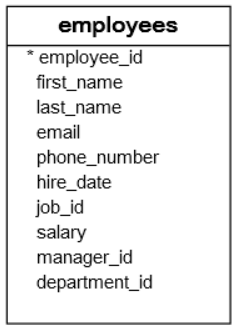 employees
* employee_id
first_name
last_name
email
phone_number
hire_date
job_id
salary
manager_id
department_id